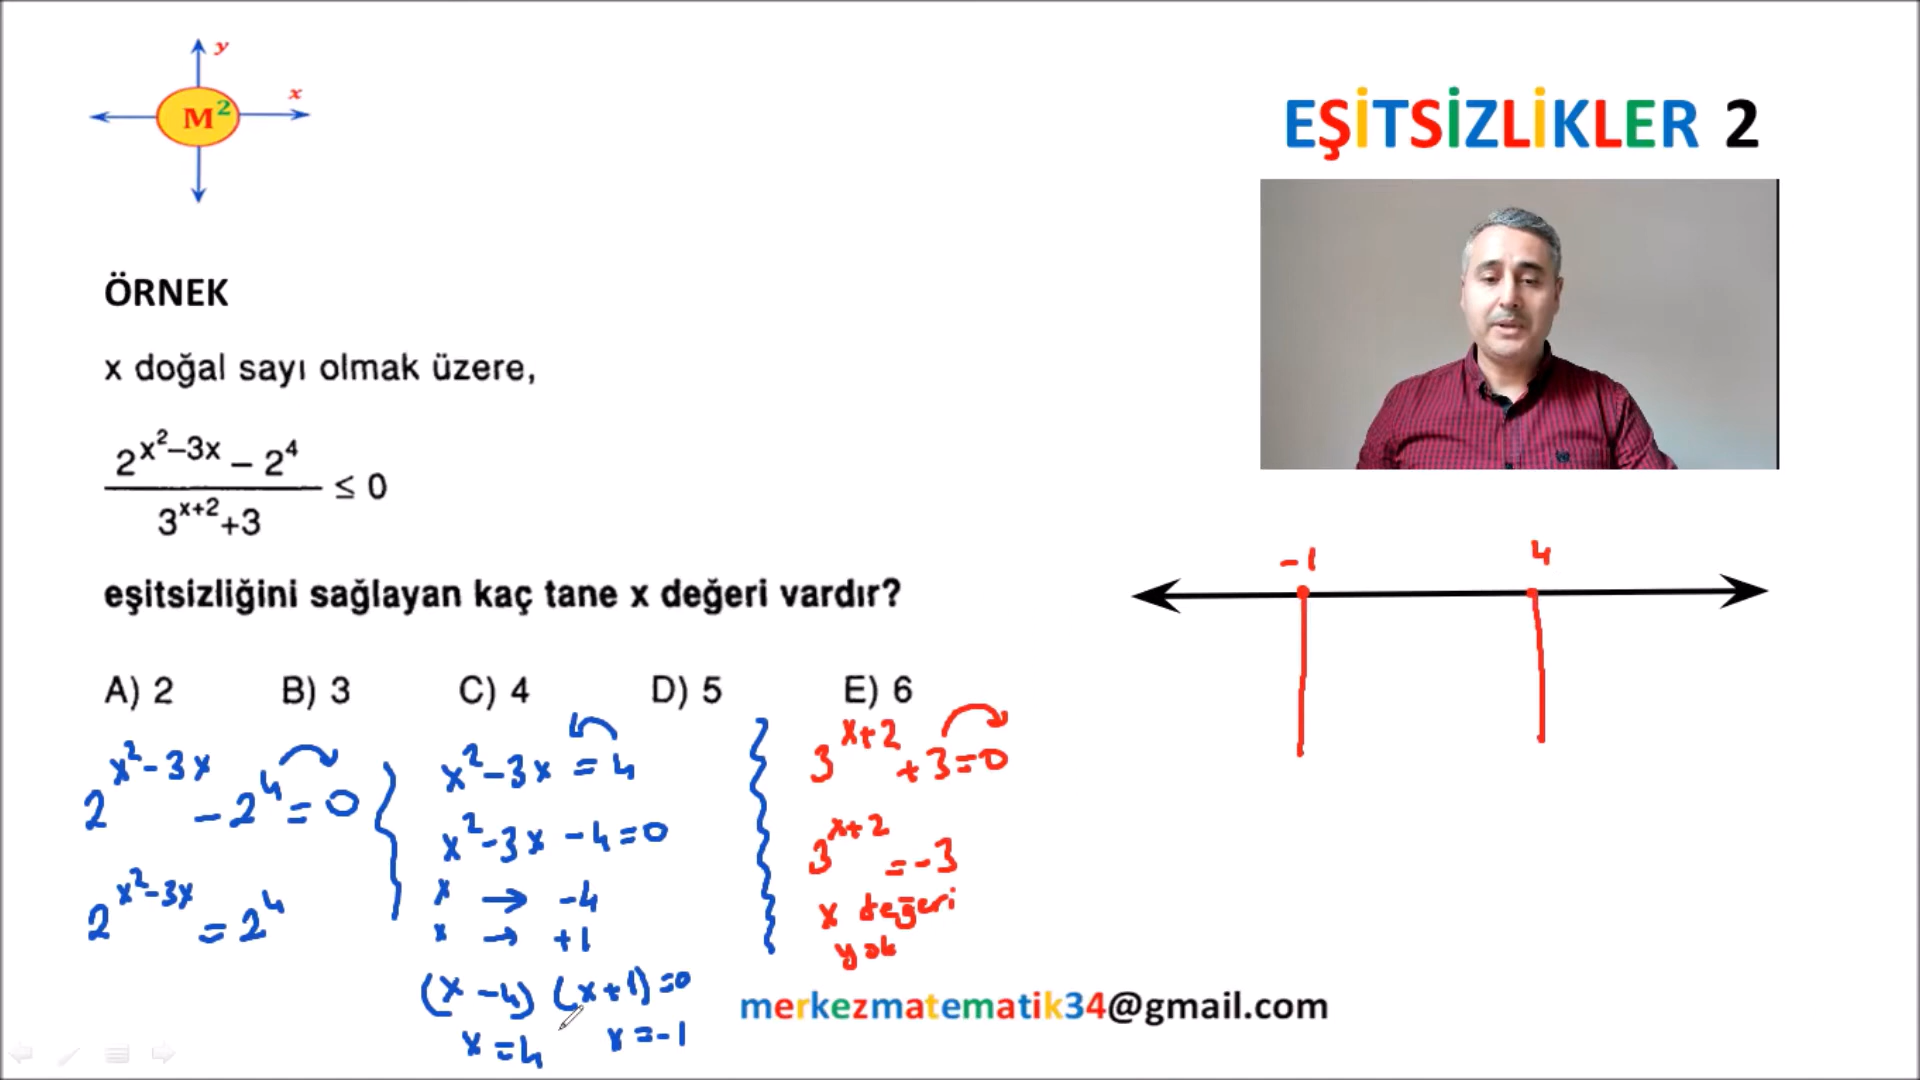 y
x
M²
EŞİTSİZLİKLER 2
ÖRNEK
x doğal sayı olmak üzere,
2^(x²–3x) – 2⁴
≤ 0
3^(x+2)+3
eşitsizliğini sağlayan kaç tane x değeri vardır?
A) 2 B) 3 C) 4 D) 5 E) 6
2^(x²-3x) - 2⁴ = 0
2^(x²-3x) = 2⁴
x²-3x = 4
x²-3x -4=0
x → -4
x → +1
(x-4) (x+1)=0
x=4 x=-1
3^(x+2) +3=0
3^(x+2) =-3
x değeri
yok
-1 4
merkezmatematik34@gmail.com